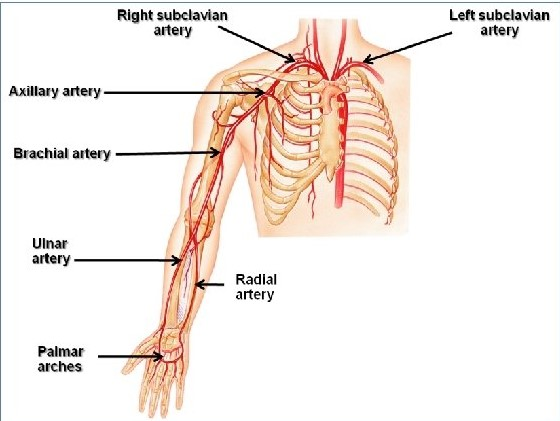 Right subclavian
artery
Left subclavian
artery
Axillary artery
Brachial artery
Ulnar
artery
Radial
artery
Palmar
arches